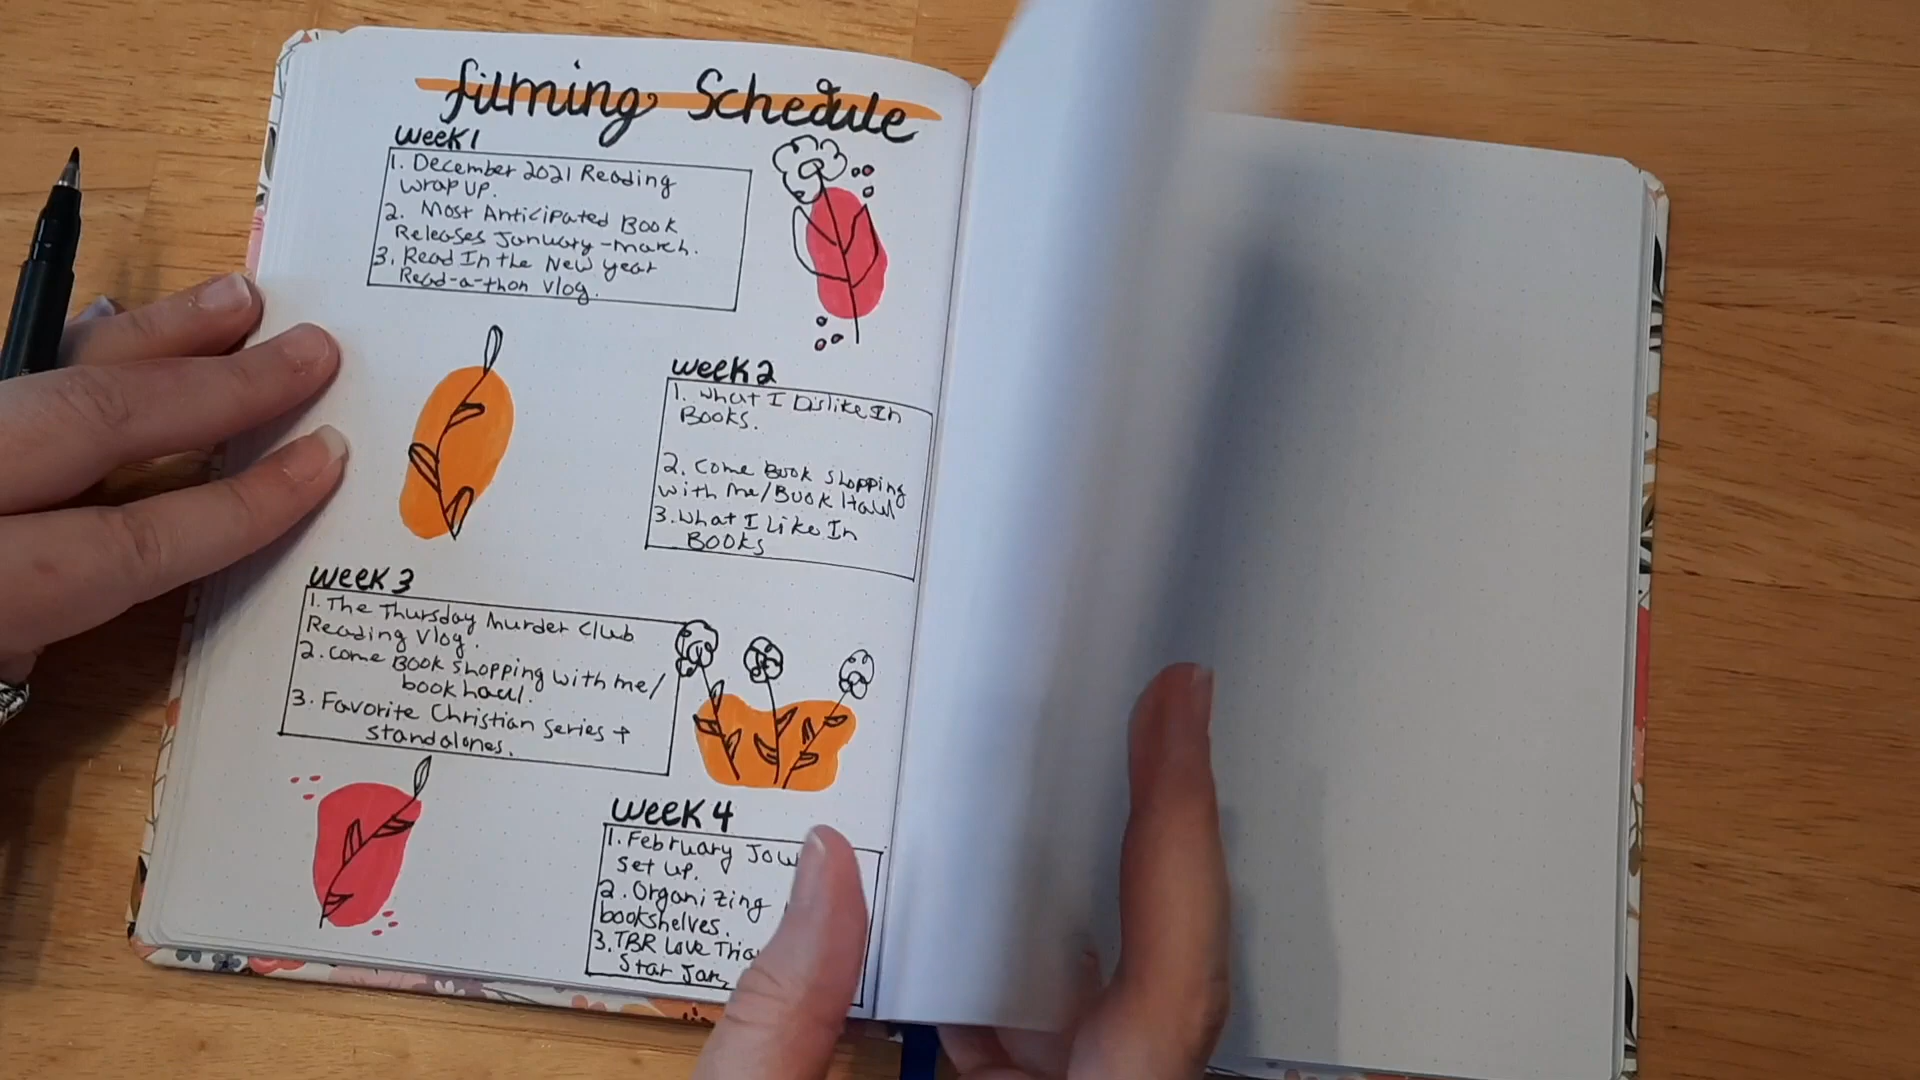 filming Schedule
Week 1
1. December 2021 Reading
wrap up.
2. Most Anticipated Book
Releases January-March.
3. Read In the New year
Read-a-thon Vlog.
Week 2
1. What I Dislike In
Books.
2. Come Book shopping
with Me/Book Haul
3. What I Like In
Books
Week 3
1. The Thursday Murder Club
Reading Vlog.
2. Come Book shopping with me/
book haul.
3. Favorite Christian Series +
standalones.
Week 4
1. February
set up.
2. Organizing
bookshelves.
3. TBR Love
Star Jar